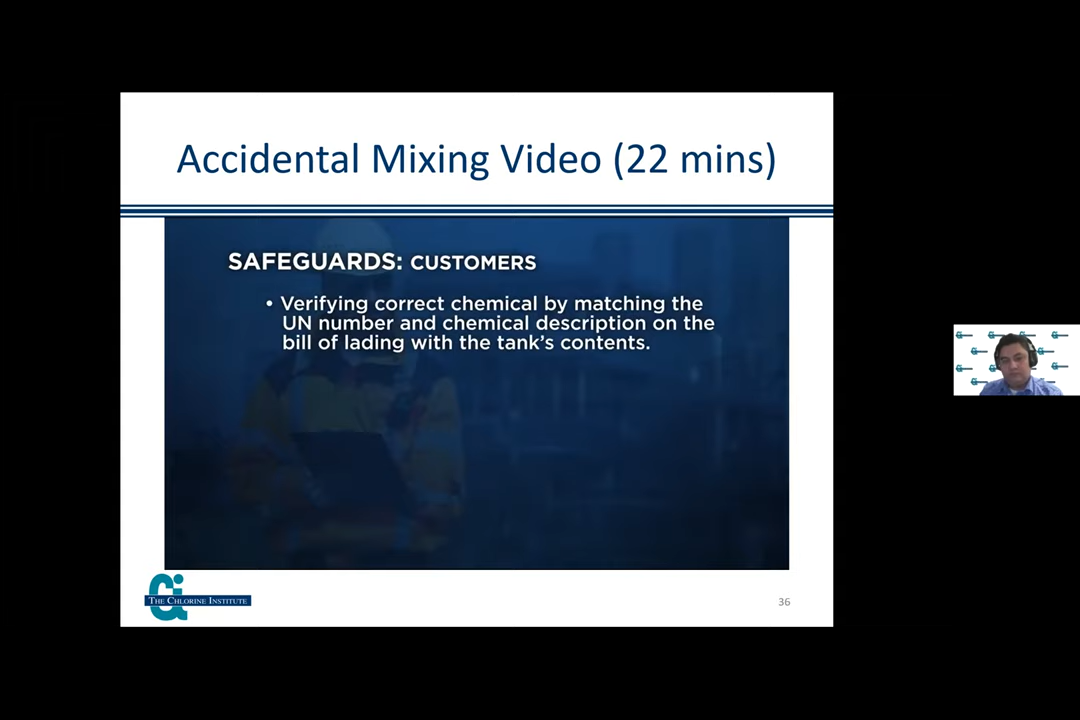 Accidental Mixing Video (22 mins)
SAFEGUARDS: CUSTOMERS
• Verifying correct chemical by matching the
UN number and chemical description on the
bill of lading with the tank's contents.
THE CHLORINE INSTITUTE
36